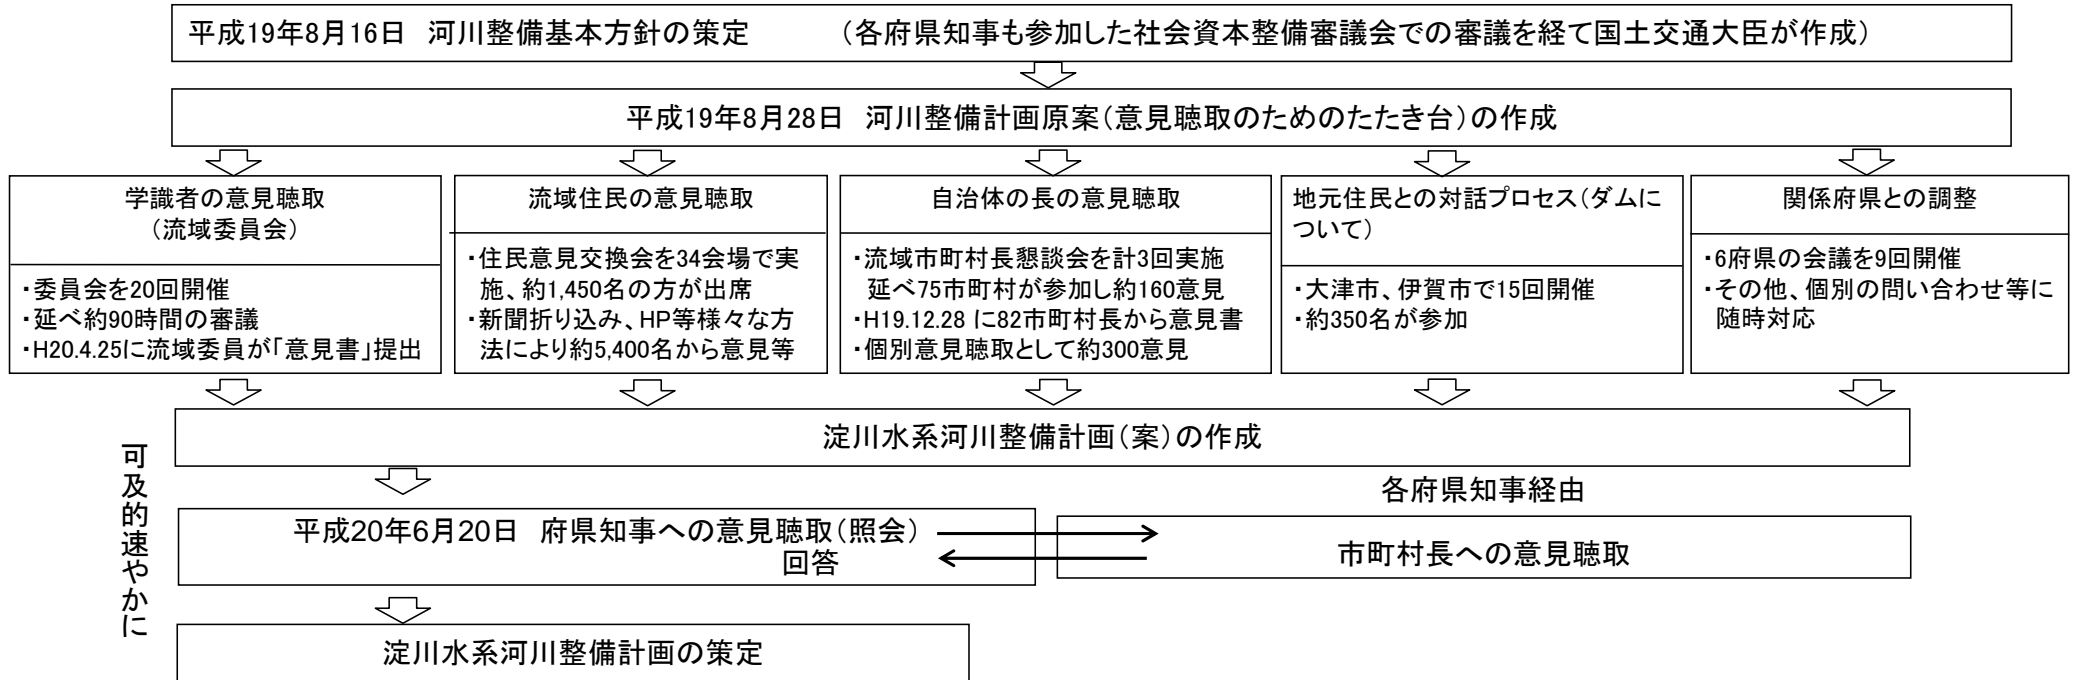 平成19年8月16日 河川整備基本方針の策定 （各府県知事も参加した社会資本整備審議会での審議を経て国土交通大臣が作成）
平成19年8月28日 河川整備計画原案（意見聴取のためのたたき台）の作成
学識者の意見聴取
（流域委員会）
・委員会を20回開催
・延べ約90時間の審議
・H20.4.25に流域委員が「意見書」提出
流域住民の意見聴取
・住民意見交換会を34会場で実
施、約1,450名の方が出席
・新聞折り込み、HP等様々な方
法により約5,400名から意見等
自治体の長の意見聴取
・流域市町村長懇談会を計3回実施
延べ75市町村が参加し約160意見
・H19.12.28 に82市町村長から意見書
・個別意見聴取として約300意見
地元住民との対話プロセス（ダムに
ついて）
・大津市、伊賀市で15回開催
・約350名が参加
関係府県との調整
・6府県の会議を9回開催
・その他、個別の問い合わせ等に
随時対応
淀川水系河川整備計画（案）の作成
可及的速やかに
各府県知事経由
平成20年6月20日 府県知事への意見聴取（照会）
回答
市町村長への意見聴取
淀川水系河川整備計画の策定